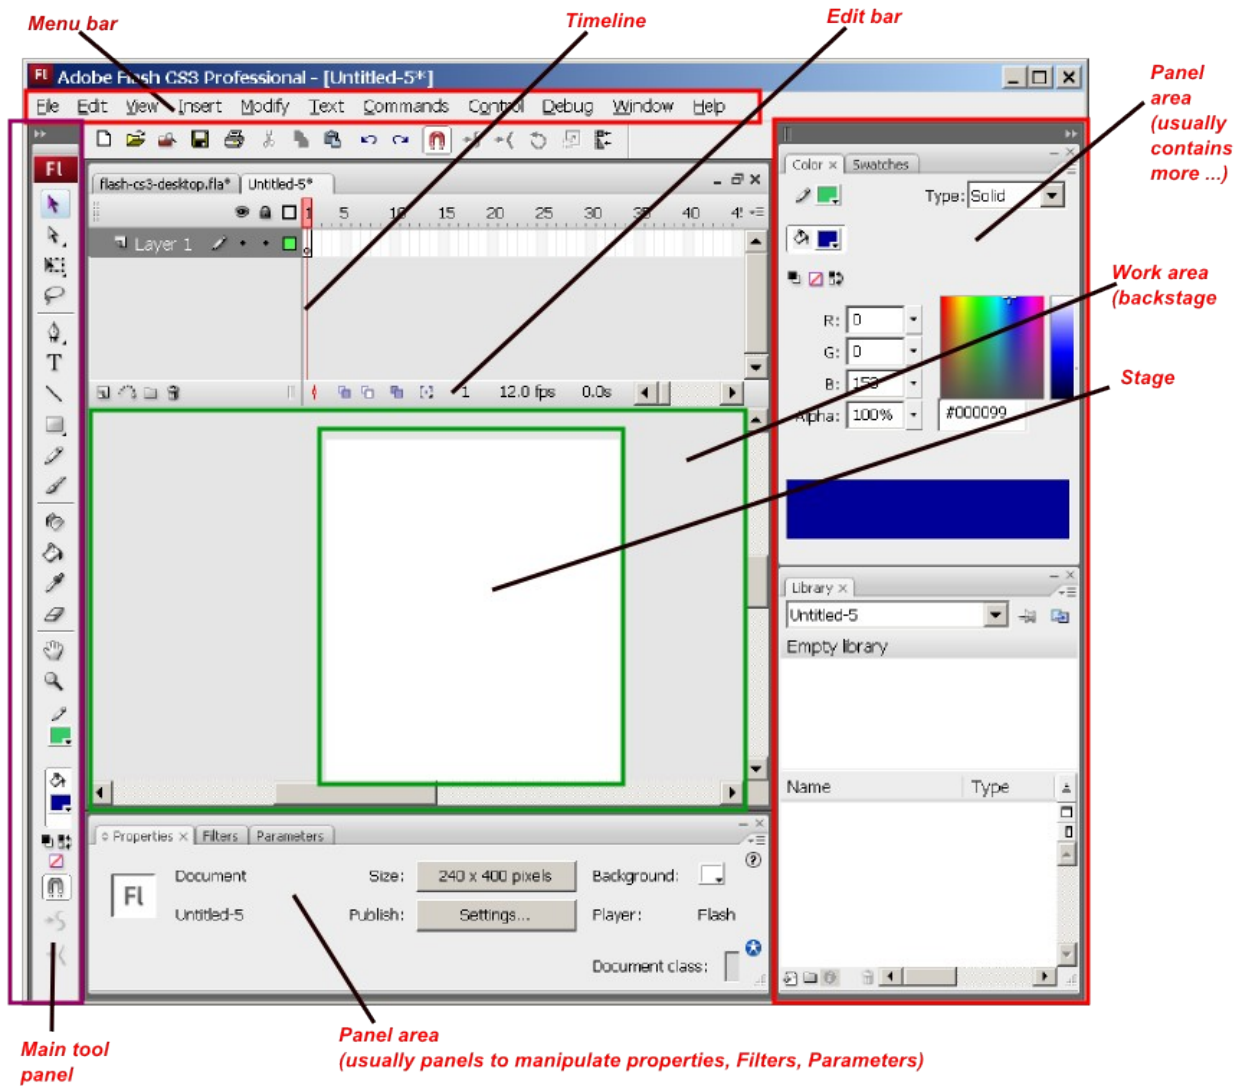 Menu bar
Timeline
Edit bar
Panel
area
(usually
contains
more ...)
Fl Adobe Flash CS3 Professional - [Untitled-5*]
File Edit View Insert Modify Text Commands Control Debug Window Help
Fl
flash-cs3-desktop.fla* Untitled-5*
1 5 10 15 20 25 30 35 40
Layer 1
1 12.0 fps 0.0s
Color × Swatches
Type: Solid
R: 0
G: 0
B: 153
Alpha: 100% #000099
Work area
(backstage
Stage
Library ×
Untitled-5
Empty library
Name Type
T
Properties × Filters Parameters
Fl
Document Size: 240 x 400 pixels Background:
Untitled-5 Publish: Settings... Player: Flash
Document class:
Main tool
panel
Panel area
(usually panels to manipulate properties, Filters, Parameters)